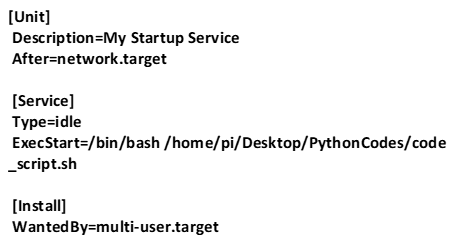 [Unit]
Description=My Startup Service
After=network.target
[Service]
Type=idle
ExecStart=/bin/bash /home/pi/Desktop/PythonCodes/code
_script.sh
[Install]
WantedBy=multi-user.target